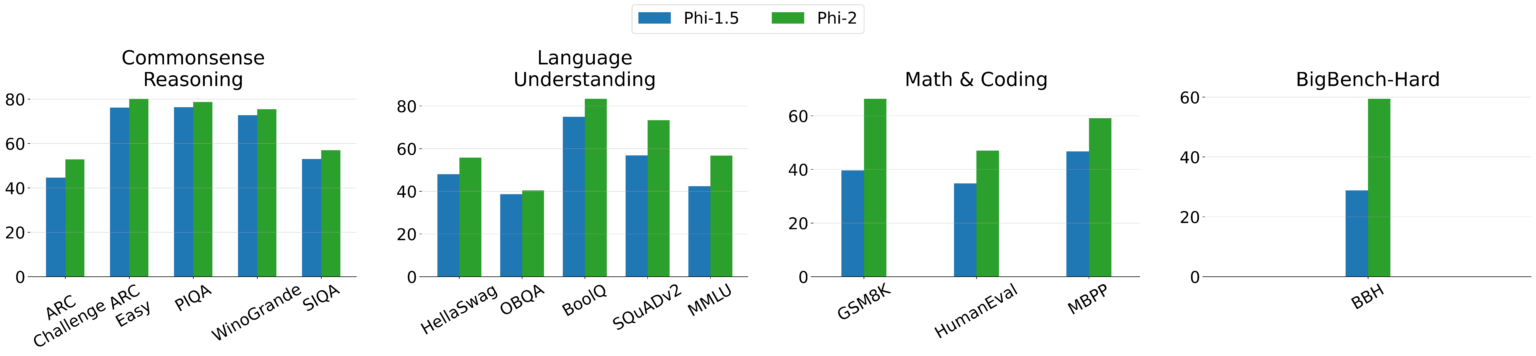 Phi-1.5 Phi-2
Commonsense
Reasoning
80
60
40
20
0
ARC
Challenge
ARC
Easy
PIQA
WinoGrande
SIQA
Language
Understanding
80
60
40
20
0
HellaSwag
OBQA
BoolQ
SQuADv2
MMLU
Math & Coding
60
40
20
0
GSM8K
HumanEval
MBPP
BigBench-Hard
60
40
20
0
BBH